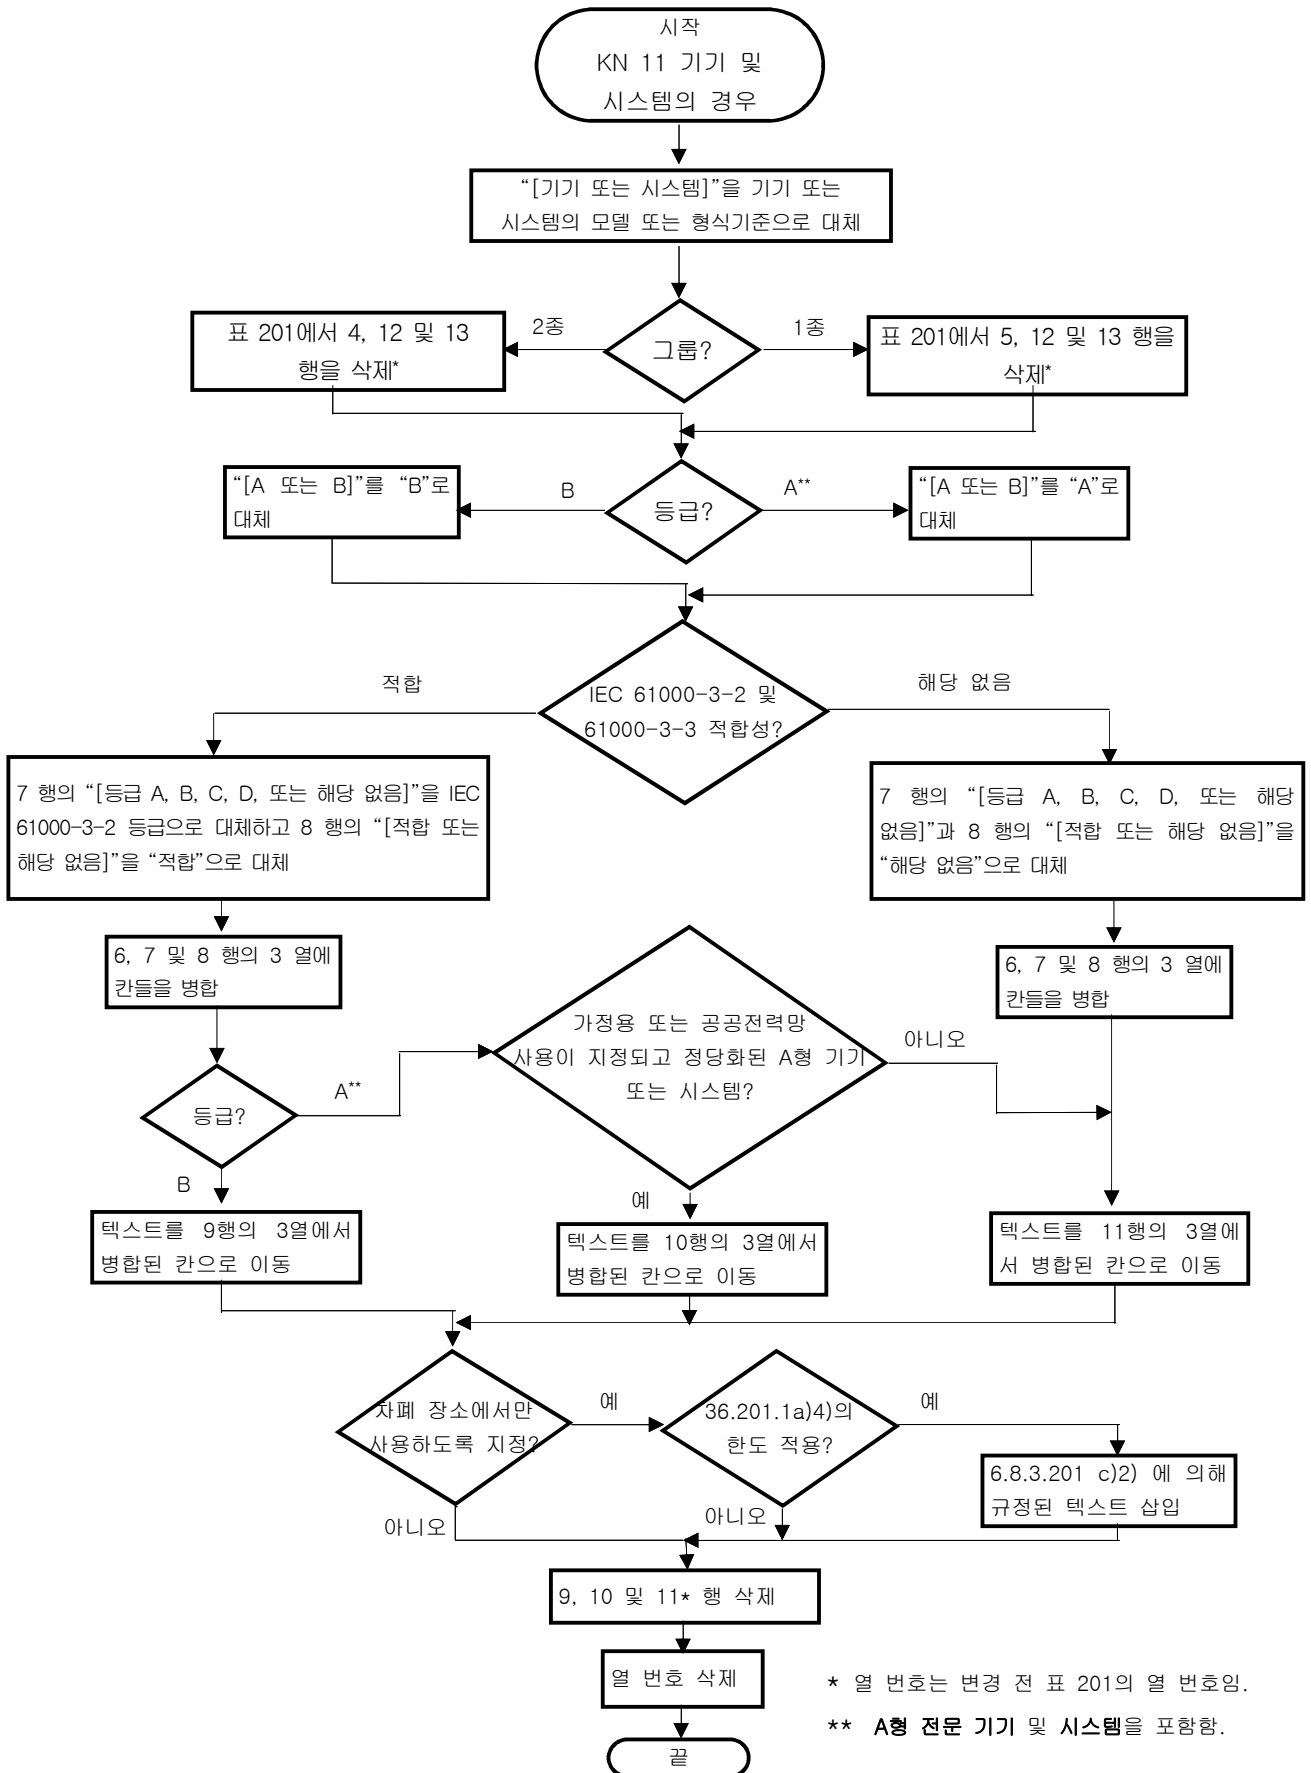 시작
KN 11 기기 및
시스템의 경우
“[기기 또는 시스템]”을 기기 또는
시스템의 모델 또는 형식기준으로 대체
그룹?
2종
1종
표 201에서 4, 12 및 13
행을 삭제*
표 201에서 5, 12 및 13 행을
삭제*
등급?
B
A**
“[A 또는 B]”를 “B”로
대체
“[A 또는 B]”를 “A”로
대체
IEC 61000-3-2 및
61000-3-3 적합성?
적합
해당 없음
7 행의 “[등급 A, B, C, D, 또는 해당 없음]”을 IEC
61000-3-2 등급으로 대체하고 8 행의 “[적합 또는
해당 없음]”을 “적합”으로 대체
7 행의 “[등급 A, B, C, D, 또는 해당
없음]”과 8 행의 “[적합 또는 해당 없음]”을
“해당 없음”으로 대체
6, 7 및 8 행의 3 열에
칸들을 병합
6, 7 및 8 행의 3 열에
칸들을 병합
가정용 또는 공공전력망
사용이 지정되고 정당화된 A형 기기
또는 시스템?
아니오
등급?
A**
B
예
텍스트를 9행의 3열에서
병합된 칸으로 이동
텍스트를 10행의 3열에서
병합된 칸으로 이동
텍스트를 11행의 3열에
서 병합된 칸으로 이동
차폐 장소에서만
사용하도록 지정?
예
36.201.1a)4)의
한도 적용?
예
6.8.3.201 c)2) 에 의해
규정된 텍스트 삽입
아니오
아니오
9, 10 및 11* 행 삭제
열 번호 삭제
끝
* 열 번호는 변경 전 표 201의 열 번호임.
** A형 전문 기기 및 시스템을 포함함.